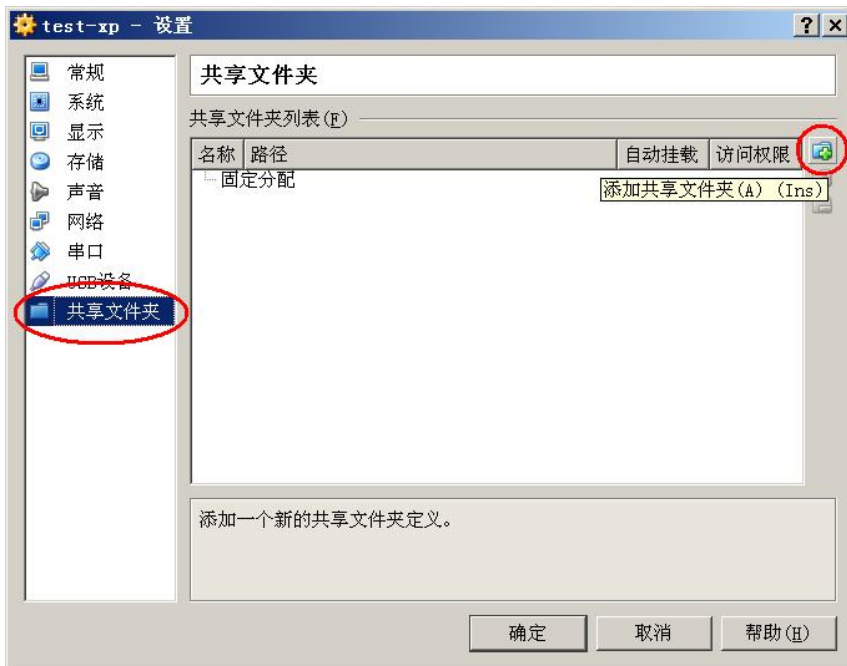 test-xp - 设置
常规
系统
显示
存储
声音
网络
串口
USB设备
共享文件夹
共享文件夹
共享文件夹列表(F)
名称 路径 自动挂载 访问权限
固定分配
添加共享文件夹(A) (Ins)
添加一个新的共享文件夹定义。
确定 取消 帮助(H)